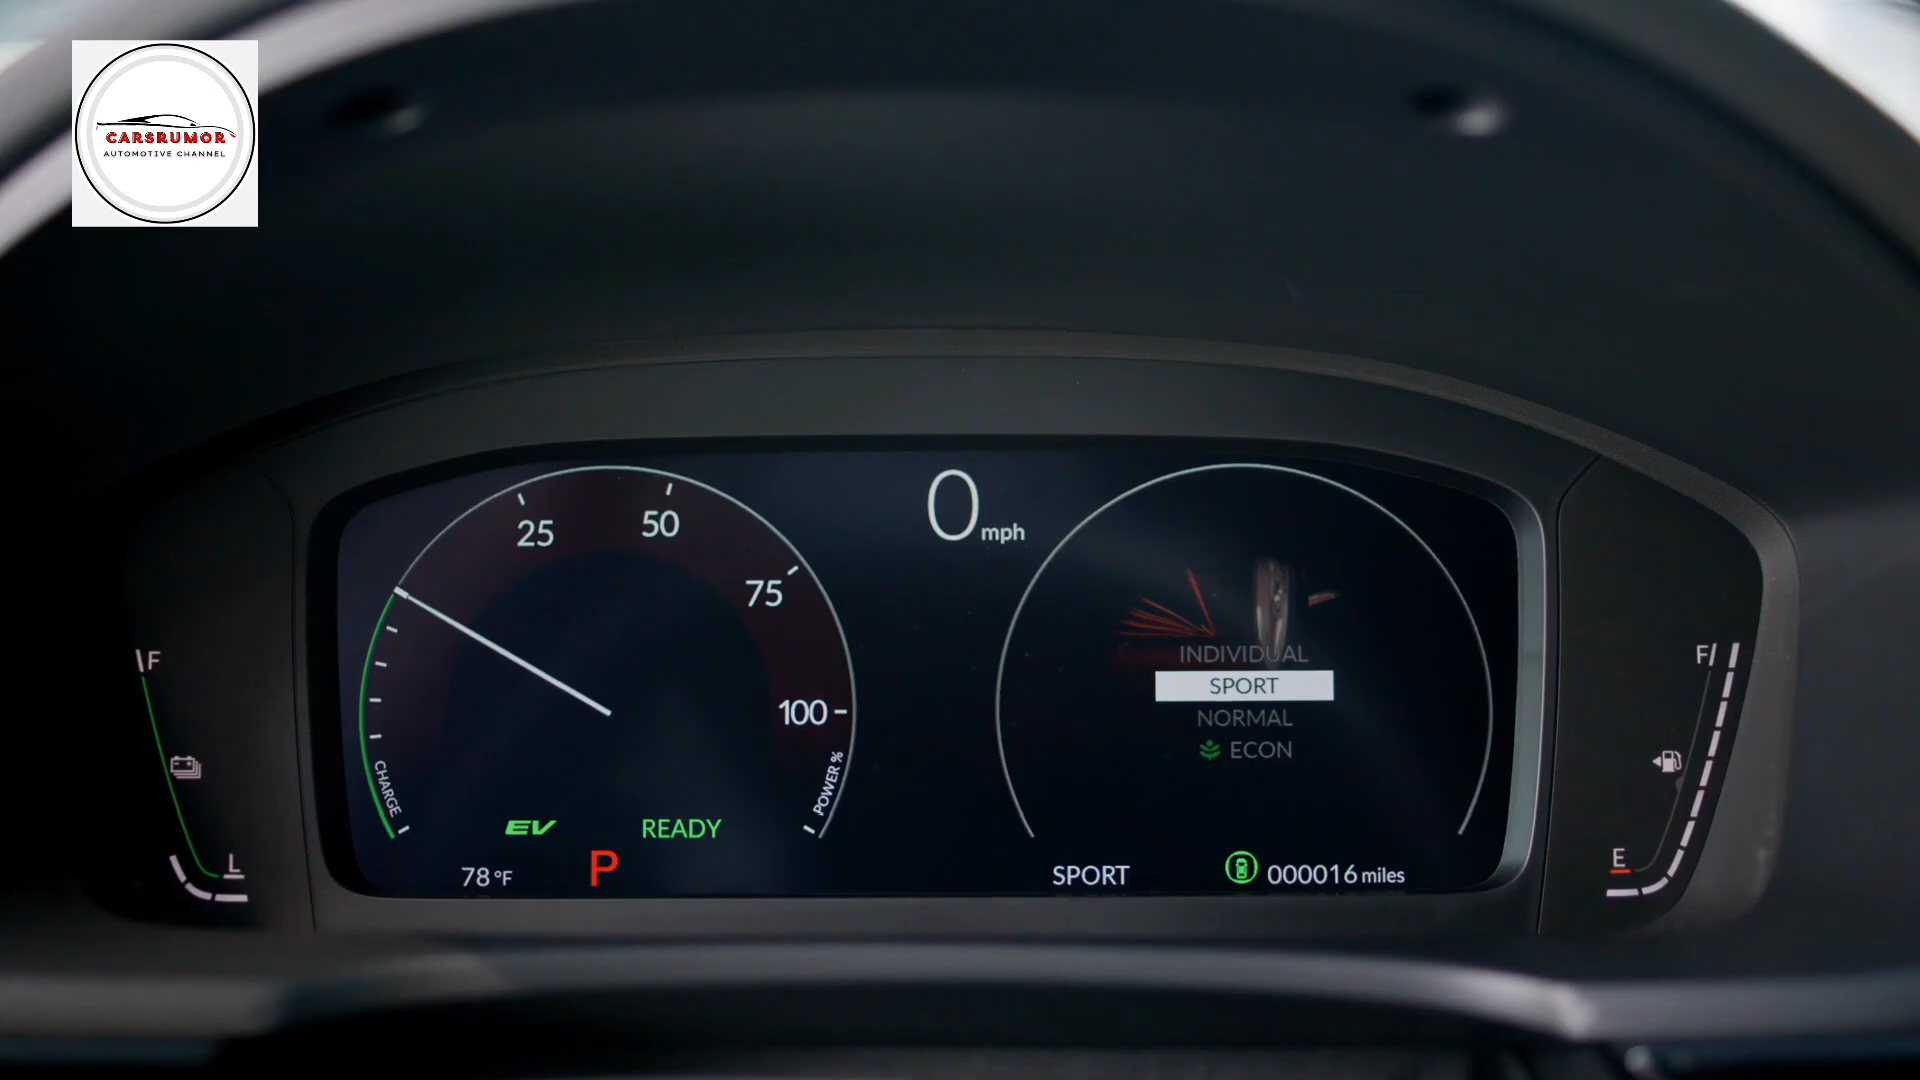 CARSRUMOR
AUTOMOTIVE CHANNEL
0 mph
25
50
75
100
CHARGE
POWER %
EV
READY
78 °F
P
INDIVIDUAL
SPORT
NORMAL
ECON
SPORT
000016 miles
F
L
F
E